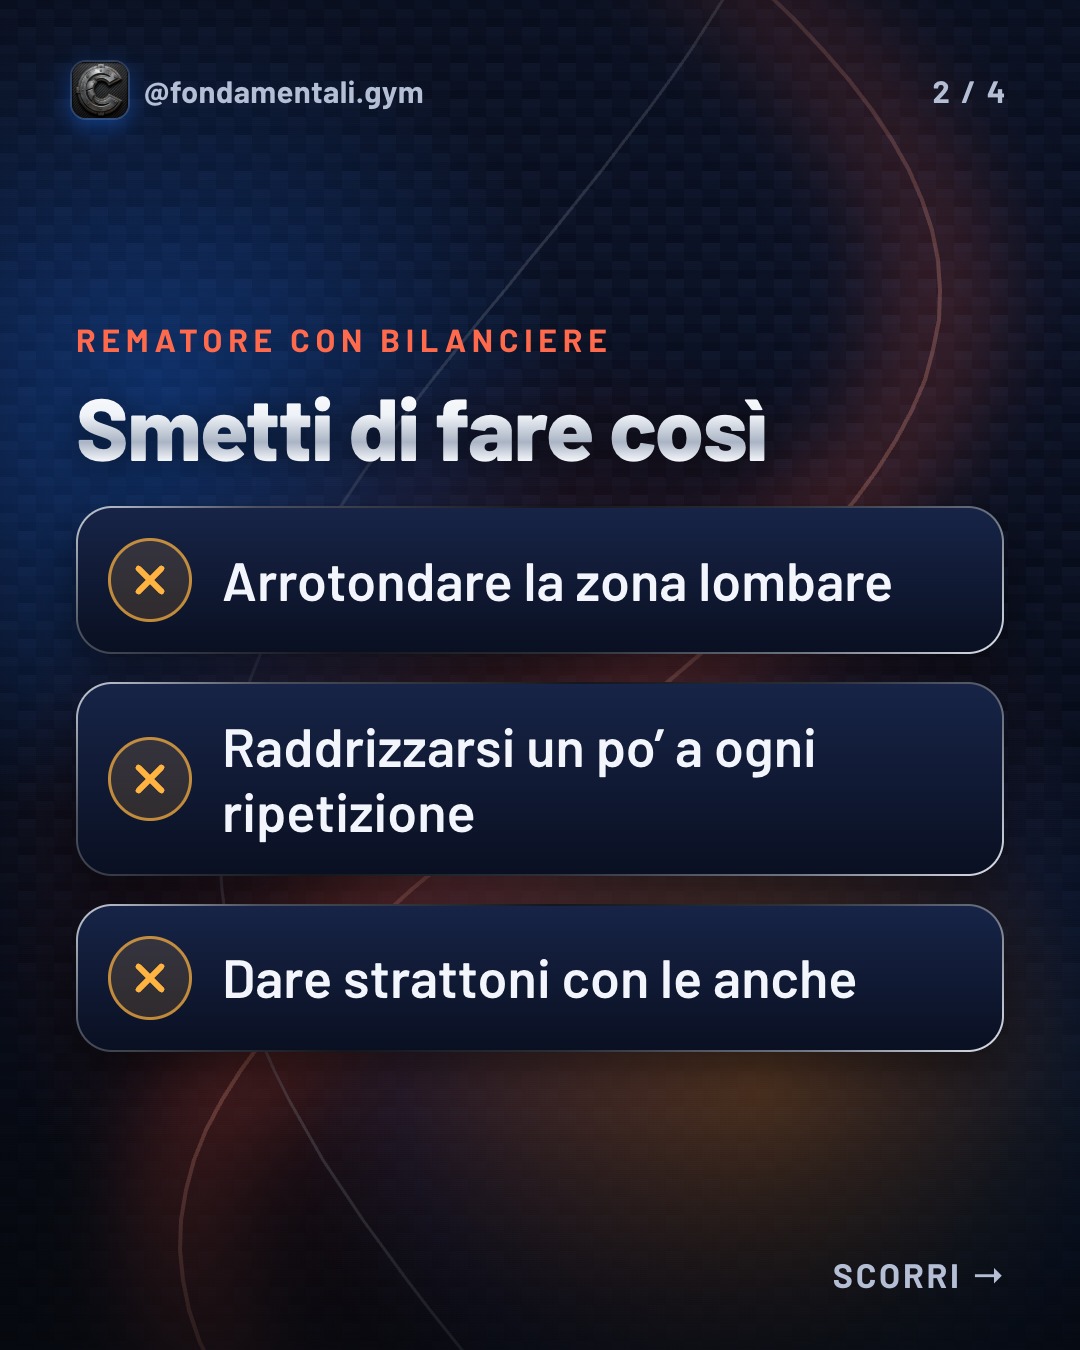 @fondamentali.gym
2 / 4
REMATORE CON BILANCIERE
Smetti di fare così
Arrotondare la zona lombare
Raddrizzarsi un po’ a ogni
ripetizione
Dare strattoni con le anche
SCORRI →